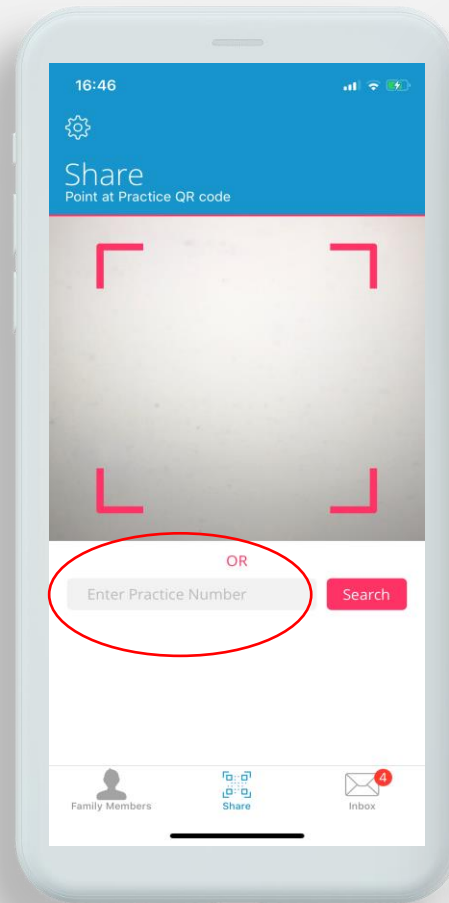 16:46
Share
Point at Practice QR code
OR
Enter Practice Number
Search
4
Family Members
Share
Inbox